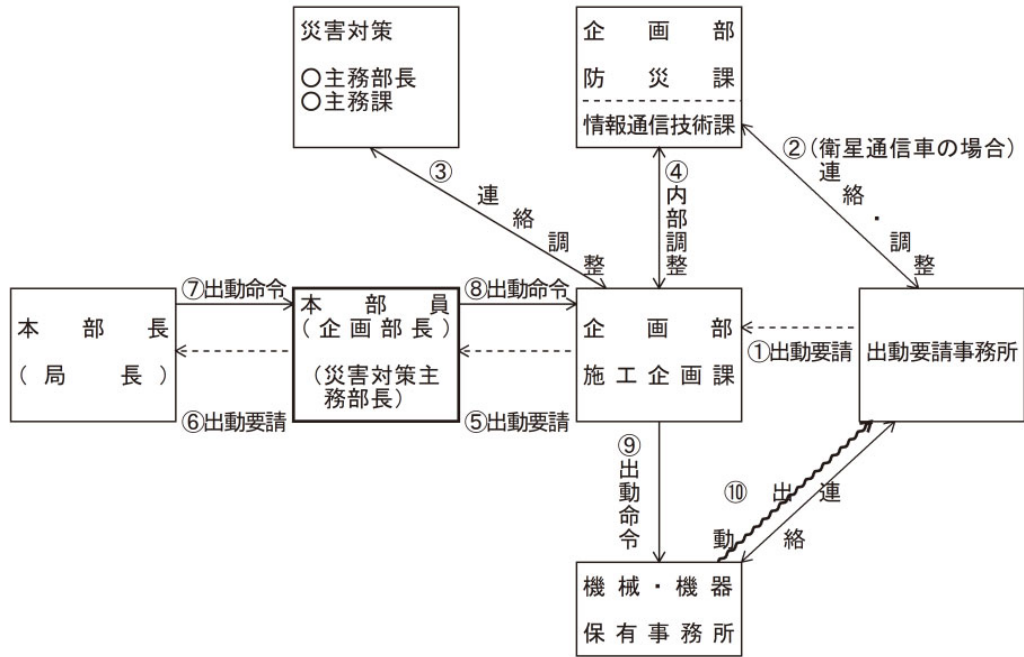 災害対策
○主務部長
○主務課
企画部
防災課
情報通信技術課
②(衛星通信車の場合)
連絡・調整
③連絡調整
④内部調整
⑦出動命令
⑧出動命令
本部長
(局長)
本部員
(企画部長)
(災害対策主
務部長)
企画部
施工企画課
①出動要請
出動要請事務所
⑥出動要請
⑤出動要請
⑨出動命令
⑩出動
連絡
機械・機器
保有事務所